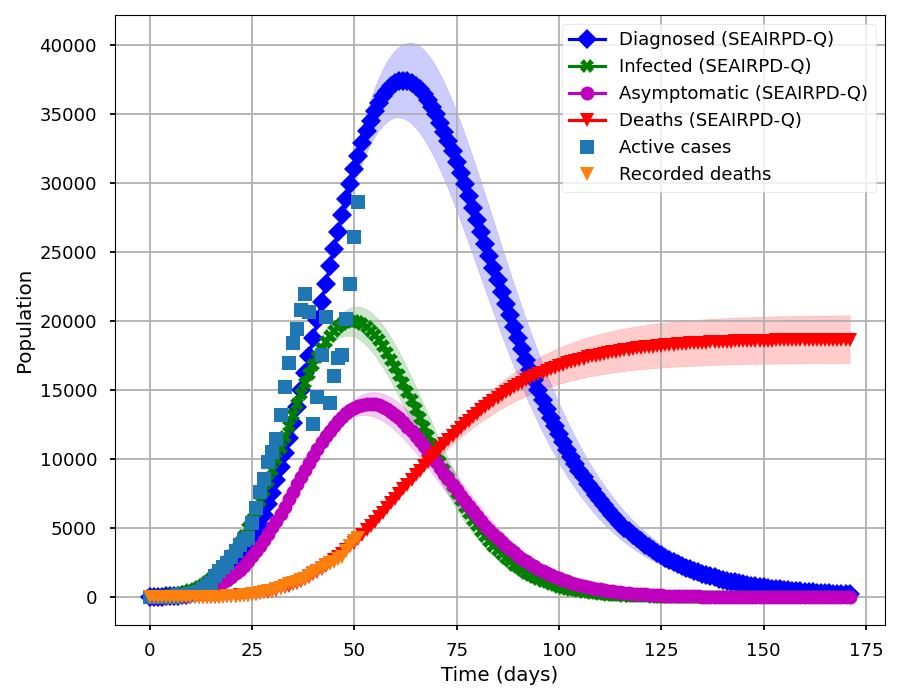 40000
35000
30000
25000
20000
15000
10000
5000
0
Population
0 25 50 75 100 125 150 175
Time (days)
Diagnosed (SEAIRPD-Q)
Infected (SEAIRPD-Q)
Asymptomatic (SEAIRPD-Q)
Deaths (SEAIRPD-Q)
Active cases
Recorded deaths